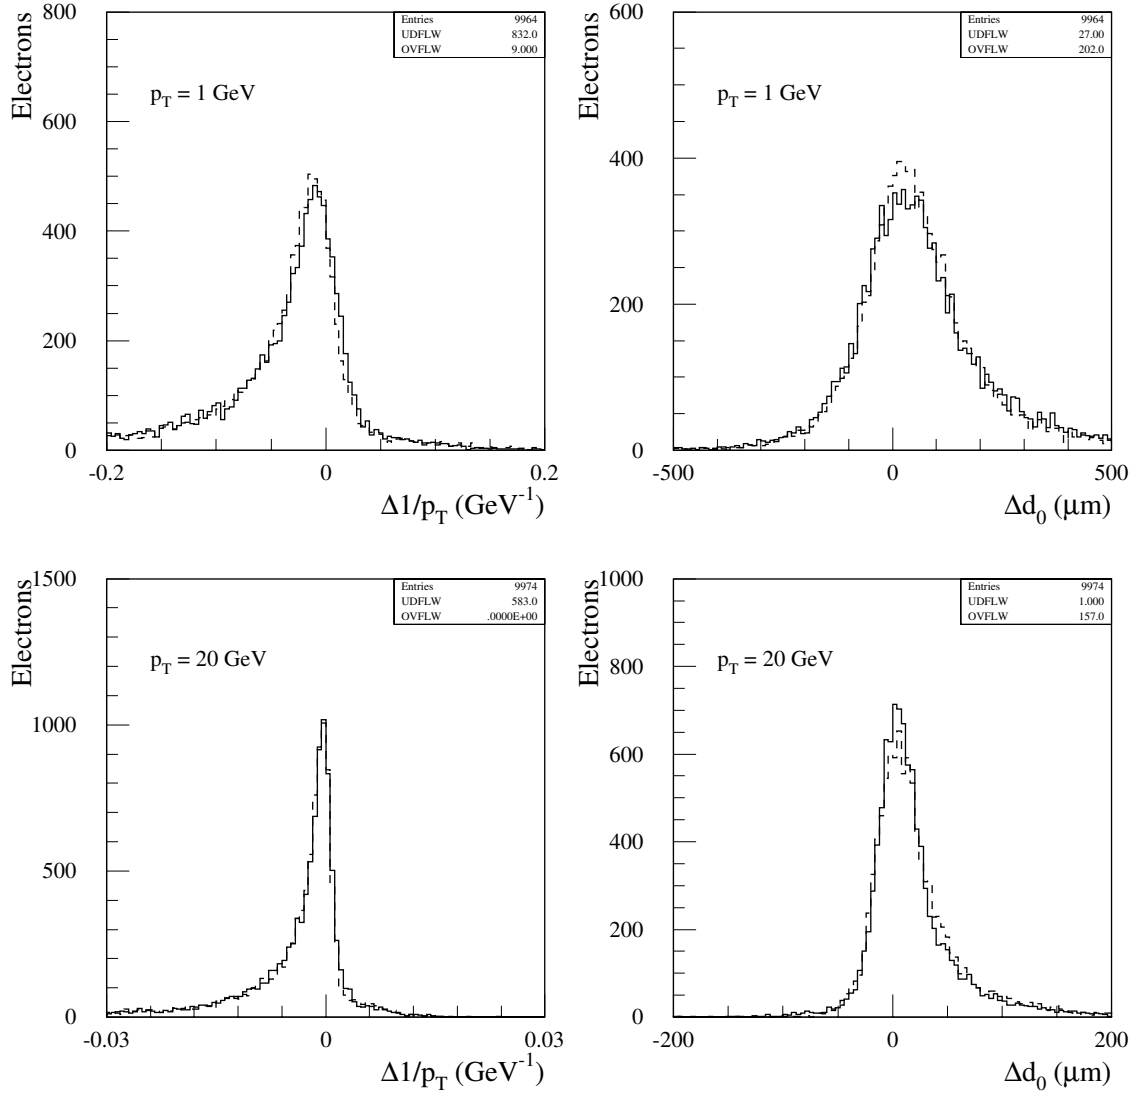 Electrons
800
600
400
200
0
Entries 9964
UDFLW 832.0
OVFLW 9.000
p_T = 1 GeV
-0.2 0 0.2
Δ1/p_T (GeV^-1)
Electrons
600
400
200
0
Entries 9964
UDFLW 27.00
OVFLW 202.0
p_T = 1 GeV
-500 0 500
Δd_0 (μm)
Electrons
1500
1000
500
0
Entries 9974
UDFLW 583.0
OVFLW .0000E+00
p_T = 20 GeV
-0.03 0 0.03
Δ1/p_T (GeV^-1)
Electrons
1000
800
600
400
200
0
Entries 9974
UDFLW 1.000
OVFLW 157.0
p_T = 20 GeV
-200 0 200
Δd_0 (μm)